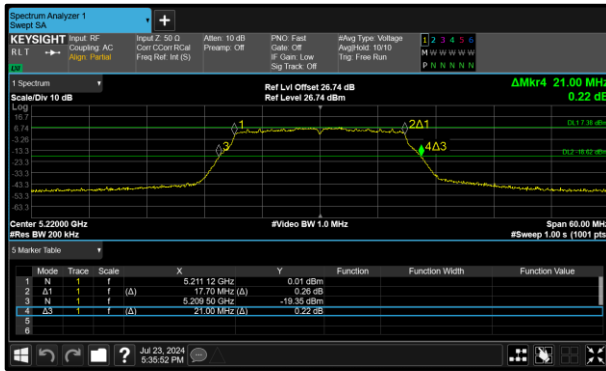 Spectrum Analyzer 1
Swept SA
+
KEYSIGHT Input: RF Input Z: 50 Ω Atten: 10 dB PNO: Fast #Avg Type: Voltage 1 2 3 4 5 6
RLT Coupling: AC Corr CCorr RCal Preamp: Off Gate: Off Avg|Hold: 10/10 M W W W W W
Align: Partial Freq Ref: Int (S) IF Gain: Low Trig: Free Run
Sig Track: Off P N N N N N
1 Spectrum Ref Lvl Offset 26.74 dB ΔMkr4 21.00 MHz
Scale/Div 10 dB Ref Level 26.74 dBm 0.22 dB
Log
16.7
6.74 1 2Δ1 DL1 7.38 dBm
-3.26
-13.3 3 4Δ3 DL2 -18.62 dBm
-23.3
-33.3
-43.3
-53.3
-63.3
Center 5.22000 GHz #Video BW 1.0 MHz Span 60.00 MHz
#Res BW 200 kHz #Sweep 1.00 s (1001 pts)
5 Marker Table
Mode Trace Scale X Y Function Function Width Function Value
1 N 1 f 5.211 12 GHz 0.01 dBm
2 Δ1 1 f (Δ) 17.70 MHz (Δ) 0.26 dB
3 N 1 f 5.209 50 GHz -19.35 dBm
4 Δ3 1 f (Δ) 21.00 MHz (Δ) 0.22 dB
5
6
? Jul 23, 2024
5:35:52 PM